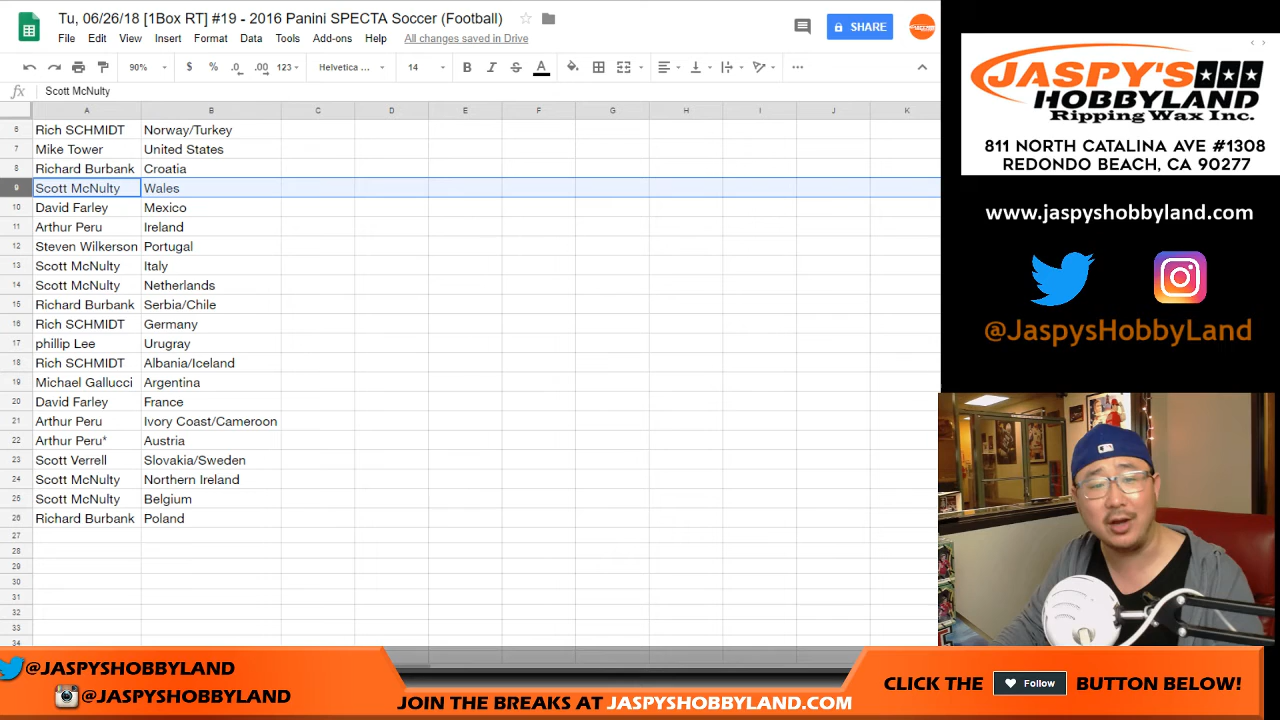 Tu, 06/26/18 [1Box RT] #19 - 2016 Panini SPECTA Soccer (Football)
File Edit View Insert Format Data Tools Add-ons Help All changes saved in Drive
SHARE
90% $ % .0 .00 123 Helvetica ... 14 B I S A
fx Scott McNulty
A B C D E F G H I J K
6 Rich SCHMIDT Norway/Turkey
7 Mike Tower United States
8 Richard Burbank Croatia
9 Scott McNulty Wales
10 David Farley Mexico
11 Arthur Peru Ireland
12 Steven Wilkerson Portugal
13 Scott McNulty Italy
14 Scott McNulty Netherlands
15 Richard Burbank Serbia/Chile
16 Rich SCHMIDT Germany
17 phillip Lee Urugray
18 Rich SCHMIDT Albania/Iceland
19 Michael Gallucci Argentina
20 David Farley France
21 Arthur Peru Ivory Coast/Cameroon
22 Arthur Peru* Austria
23 Scott Verrell Slovakia/Sweden
24 Scott McNulty Northern Ireland
25 Scott McNulty Belgium
26 Richard Burbank Poland
27
28
29
30
31
32
33
34
JASPY'S
HOBBYLAND
Ripping Wax Inc.
811 NORTH CATALINA AVE #1308
REDONDO BEACH, CA 90277
www.jaspyshobbyland.com
@JaspysHobbyLand
@JASPYSHOBBYLAND
@JASPYSHOBBYLAND
JOIN THE BREAKS AT JASPYSHOBBYLAND.COM
CLICK THE Follow BUTTON BELOW!